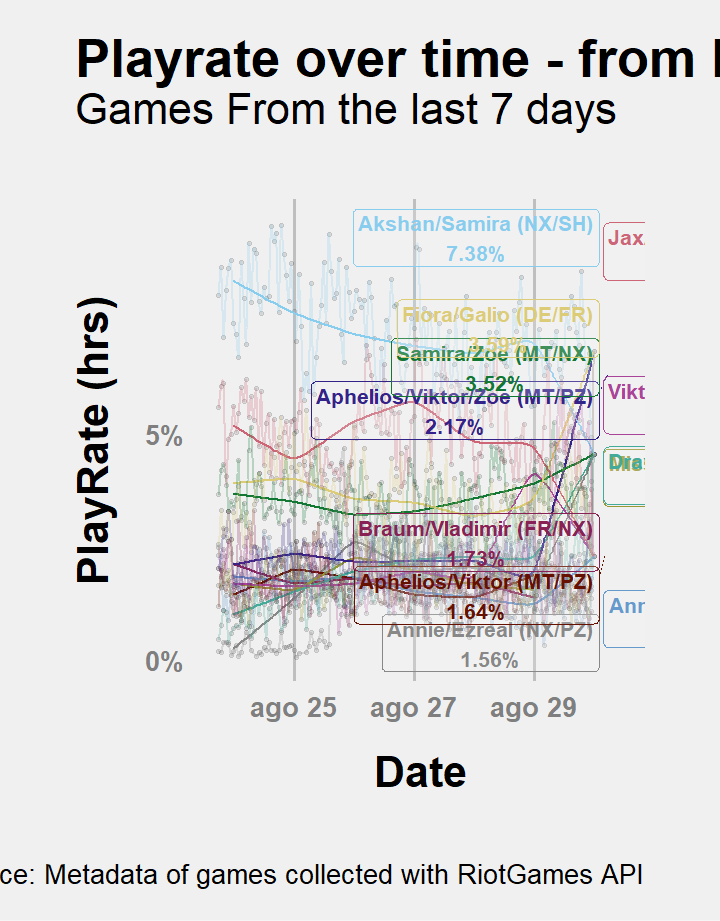 Playrate over time - from
Games From the last 7 days
Akshan/Samira (NX/SH)
7.38%
Jax
Fiora/Galio (DE/FR)
3.59%
Samira/Zoe (MT/NX)
3.52%
Aphelios/Viktor/Zoe (MT/PZ)
2.17%
Vikt
5%
Dra
Braum/Vladimir (FR/NX)
1.73%
Aphelios/Viktor (MT/PZ)
1.64%
Ann
Annie/Ezreal (NX/PZ)
1.56%
0%
PlayRate (hrs)
ago 25 ago 27 ago 29
Date
ce: Metadata of games collected with RiotGames API